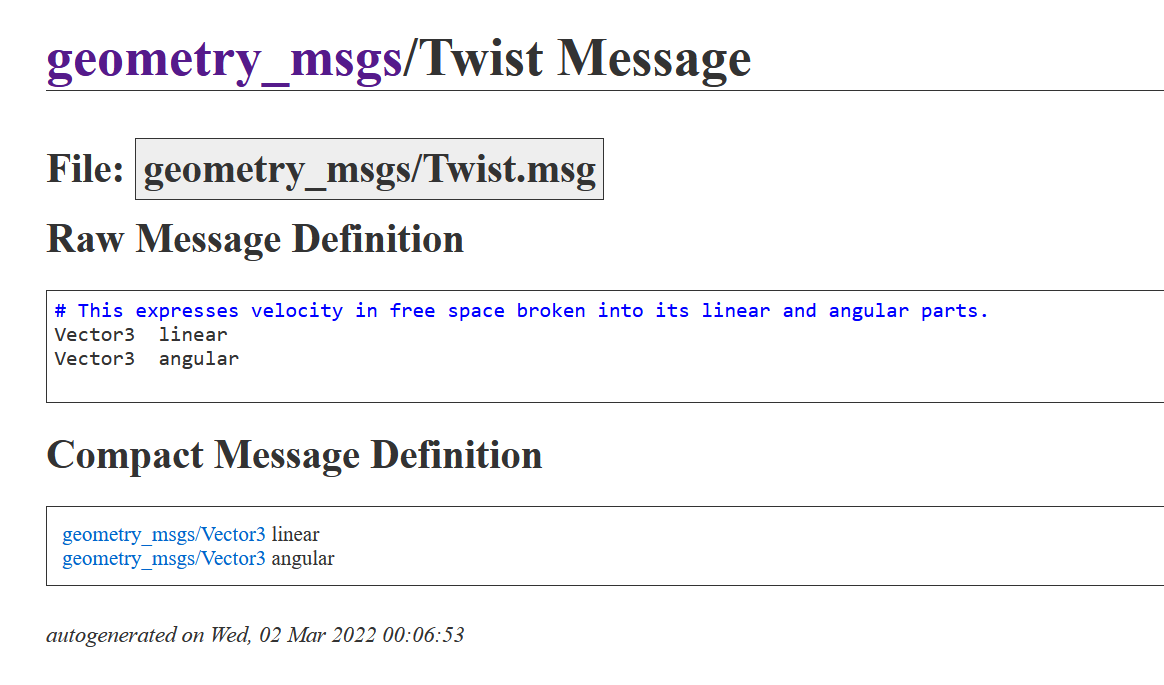 geometry_msgs/Twist Message
File: geometry_msgs/Twist.msg
Raw Message Definition
# This expresses velocity in free space broken into its linear and angular parts.
Vector3  linear
Vector3  angular
Compact Message Definition
geometry_msgs/Vector3 linear
geometry_msgs/Vector3 angular
autogenerated on Wed, 02 Mar 2022 00:06:53